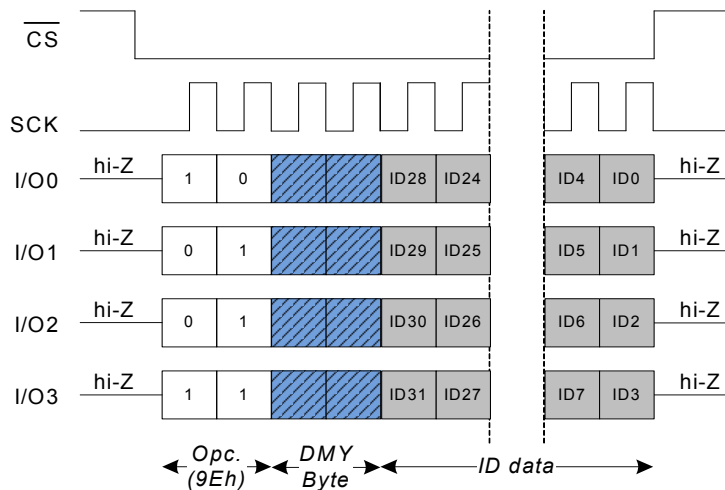 CS
SCK
I/O0 hi-Z 1 0 ID28 ID24 ID4 ID0 hi-Z
I/O1 hi-Z 0 1 ID29 ID25 ID5 ID1 hi-Z
I/O2 hi-Z 0 1 ID30 ID26 ID6 ID2 hi-Z
I/O3 hi-Z 1 1 ID31 ID27 ID7 ID3 hi-Z
Opc. DMY ID data
(9Eh) Byte